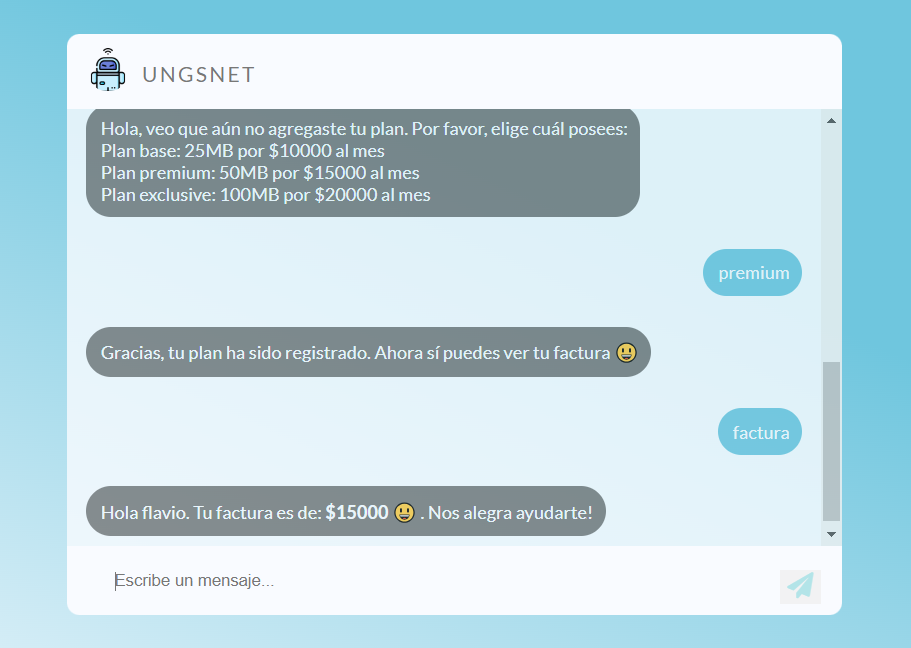 UNGSNET
Hola, veo que aún no agregaste tu plan. Por favor, elige cuál posees:
Plan base: 25MB por $10000 al mes
Plan premium: 50MB por $15000 al mes
Plan exclusive: 100MB por $20000 al mes
premium
Gracias, tu plan ha sido registrado. Ahora sí puedes ver tu factura 😃
factura
Hola flavio. Tu factura es de: $15000 😃 . Nos alegra ayudarte!
Escribe un mensaje...